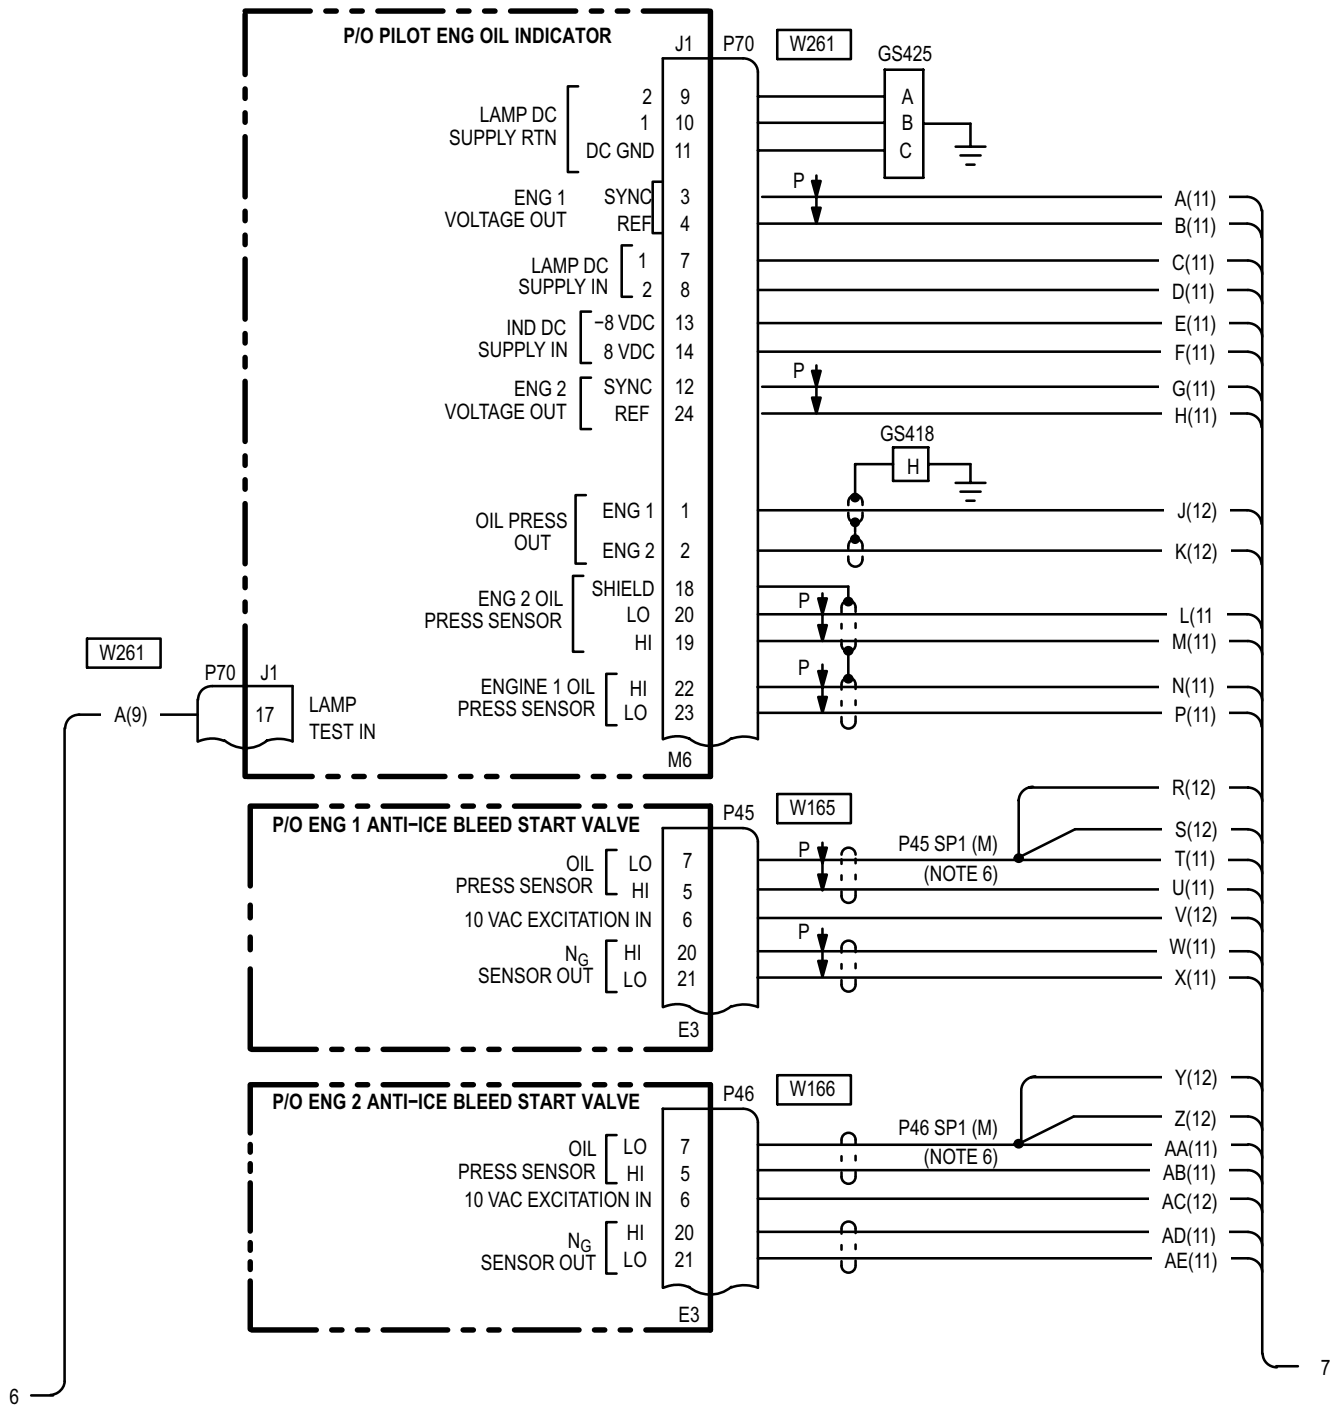 P/O PILOT ENG OIL INDICATOR
J1 P70 W261 GS425
LAMP DC SUPPLY RTN
2 9 A
1 10 B
DC GND 11 C
P
ENG 1 VOLTAGE OUT
SYNC 3 A(11)
REF 4 B(11)
LAMP DC SUPPLY IN
1 7 C(11)
2 8 D(11)
IND DC SUPPLY IN
−8 VDC 13 E(11)
8 VDC 14 F(11)
P
ENG 2 VOLTAGE OUT
SYNC 12 G(11)
REF 24 H(11)
GS418
H
OIL PRESS OUT
ENG 1 1 J(12)
ENG 2 2 K(12)
ENG 2 OIL PRESS SENSOR
SHIELD 18
P
LO 20 L(11
HI 19 M(11)
P
ENGINE 1 OIL PRESS SENSOR
HI 22 N(11)
LO 23 P(11)
M6
W261
P70 J1
A(9) 17 LAMP TEST IN
P/O ENG 1 ANTI−ICE BLEED START VALVE
P45 W165
R(12)
S(12)
P P45 SP1 (M)
(NOTE 6)
OIL PRESS SENSOR
LO 7 T(11)
HI 5 U(11)
10 VAC EXCITATION IN 6 V(12)
P
NG SENSOR OUT
HI 20 W(11)
LO 21 X(11)
E3
P/O ENG 2 ANTI−ICE BLEED START VALVE
P46 W166
Y(12)
Z(12)
P46 SP1 (M)
(NOTE 6)
OIL PRESS SENSOR
LO 7 AA(11)
HI 5 AB(11)
10 VAC EXCITATION IN 6 AC(12)
NG SENSOR OUT
HI 20 AD(11)
LO 21 AE(11)
E3
6
7